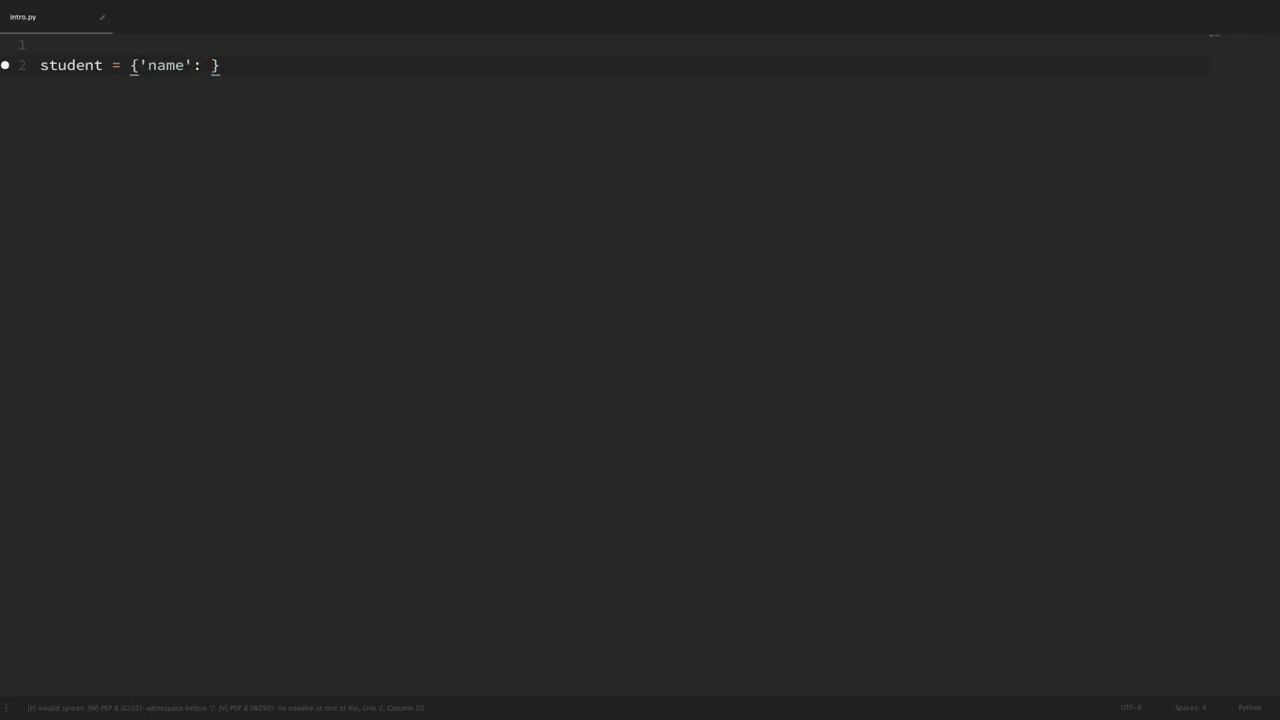 intro.py
1
2 student = {'name': }
[E] invalid syntax; [W] PEP 8 (E202): whitespace before '}'; [V] PEP 8 (W292): no newline at end of file, Line 2, Column 20
UTF-8 Spaces: 4 Python